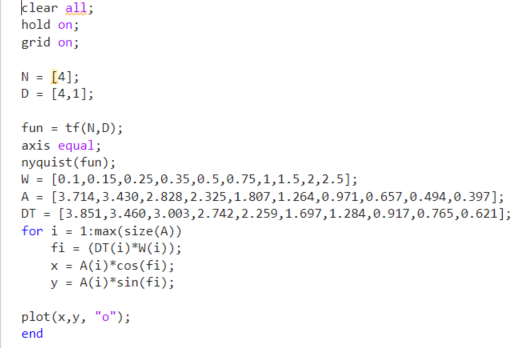 clear all;
hold on;
grid on;
N = [4];
D = [4,1];
fun = tf(N,D);
axis equal;
nyquist(fun);
W = [0.1,0.15,0.25,0.35,0.5,0.75,1,1.5,2,2.5];
A = [3.714,3.430,2.828,2.325,1.807,1.264,0.971,0.657,0.494,0.397];
DT = [3.851,3.460,3.003,2.742,2.259,1.697,1.284,0.917,0.765,0.621];
for i = 1:max(size(A))
fi = (DT(i)*W(i));
x = A(i)*cos(fi);
y = A(i)*sin(fi);
plot(x,y, "o");
end